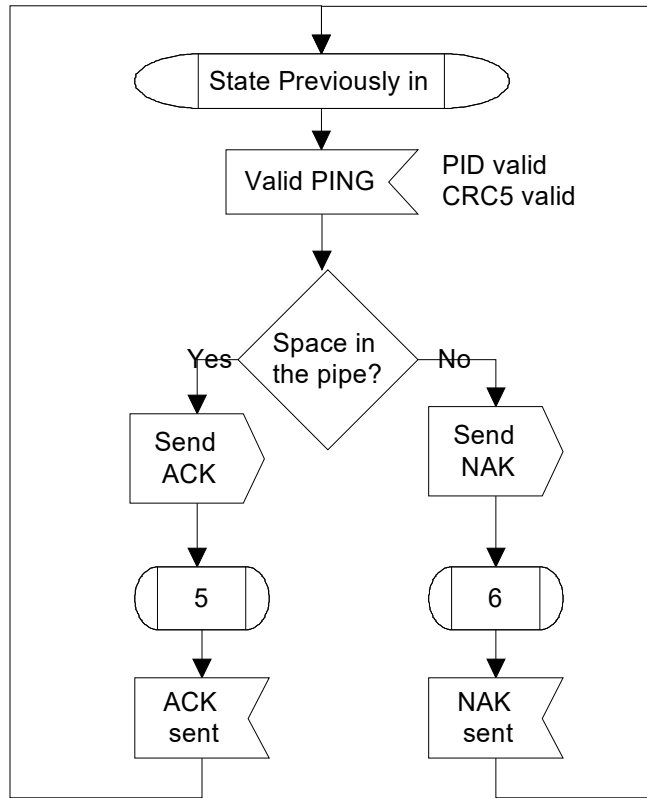 State Previously in
Valid PING
PID valid
CRC5 valid
Space in
the pipe?
Yes
No
Send
ACK
Send
NAK
5
6
ACK
sent
NAK
sent